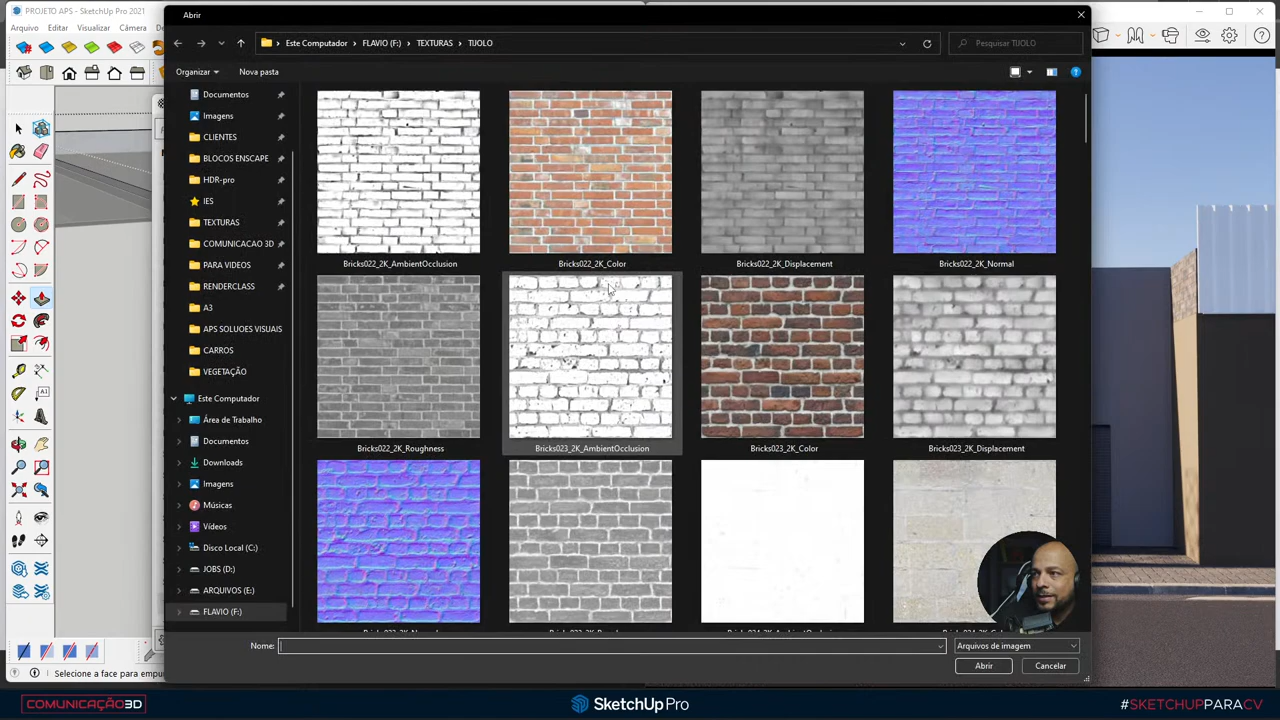 PROJETO APS - SketchUp Pro 2021
Abrir
Arquivo Editar Visualizar Câmera
Este Computador > FLAVIO (F:) > TEXTURAS > TIJOLO
Pesquisar TIJOLO
Organizar Nova pasta
Documentos
Imagens
CLIENTES
BLOCOS ENSCAPE
HDR-pro
IES
TEXTURAS
COMUNICACAO 3D
PARA VIDEOS
RENDERCLASS
A3
APS SOLUOES VISUAIS
CARROS
VEGETAÇÃO
Este Computador
Área de Trabalho
Documentos
Downloads
Imagens
Músicas
Vídeos
Disco Local (C:)
JOBS (D:)
ARQUIVOS (E:)
FLAVIO (F:)
Bricks022_2K_AmbientOcclusion
Bricks022_2K_Color
Bricks022_2K_Displacement
Bricks022_2K_Normal
Bricks022_2K_Roughness
Bricks023_2K_AmbientOcclusion
Bricks023_2K_Color
Bricks023_2K_Displacement
Nome:
Arquivos de imagem
Abrir
Cancelar
Selecione a face para empu
COMUNICAÇÃO3D
SketchUp Pro
#SKETCHUPPARACV